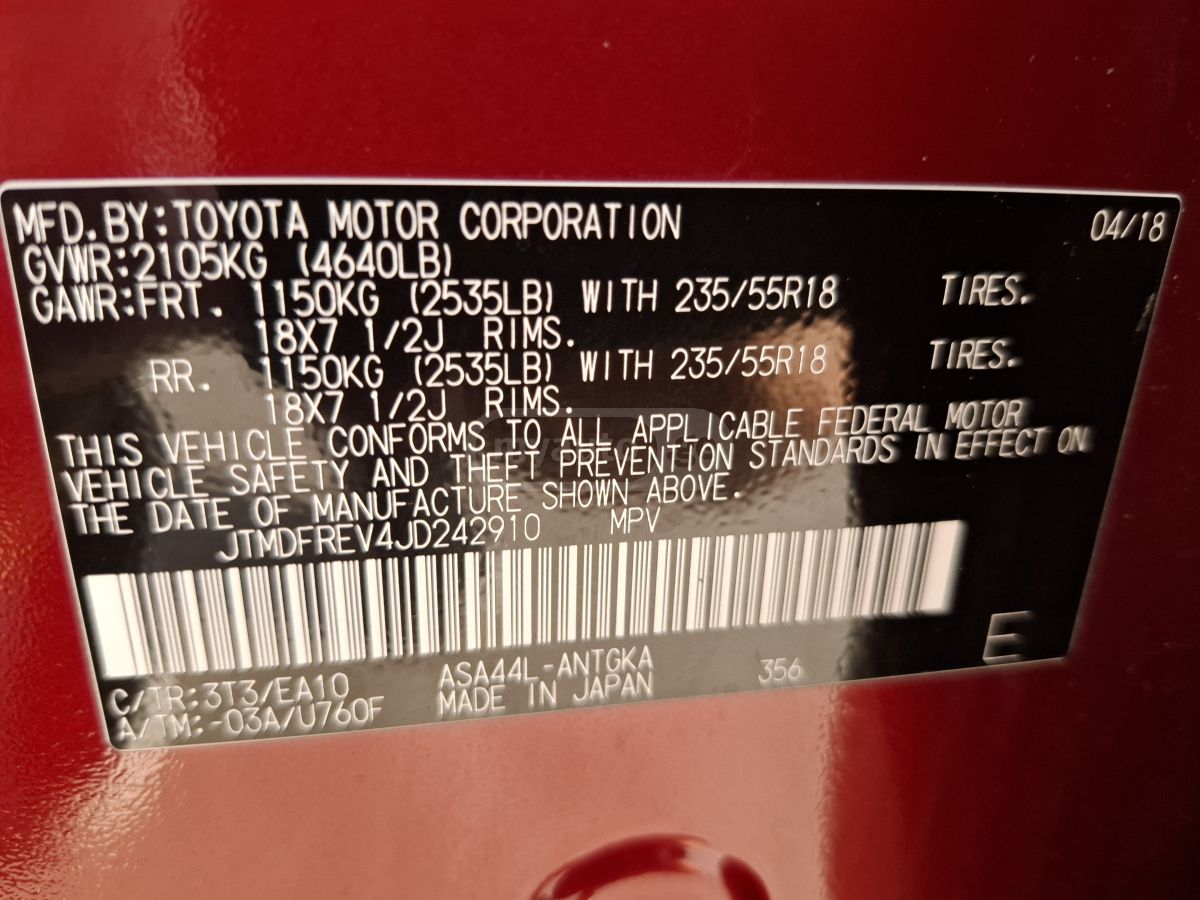 MFD.BY:TOYOTA MOTOR CORPORATION 04/18
GVWR:2105KG (4640LB)
GAWR:FRT. 1150KG (2535LB) WITH 235/55R18 TIRES.
18X7 1/2J RIMS.
RR. 1150KG (2535LB) WITH 235/55R18 TIRES.
18X7 1/2J RIMS.
THIS VEHICLE CONFORMS TO ALL APPLICABLE FEDERAL MOTOR
VEHICLE SAFETY AND THEFT PREVENTION STANDARDS IN EFFECT ON
THE DATE OF MANUFACTURE SHOWN ABOVE.
JTMDFREV4JD242910 MPV
E
C/TR:3T3/EA10 ASA44L-ANTGKA 356
A/TM:-03A/U760F MADE IN JAPAN